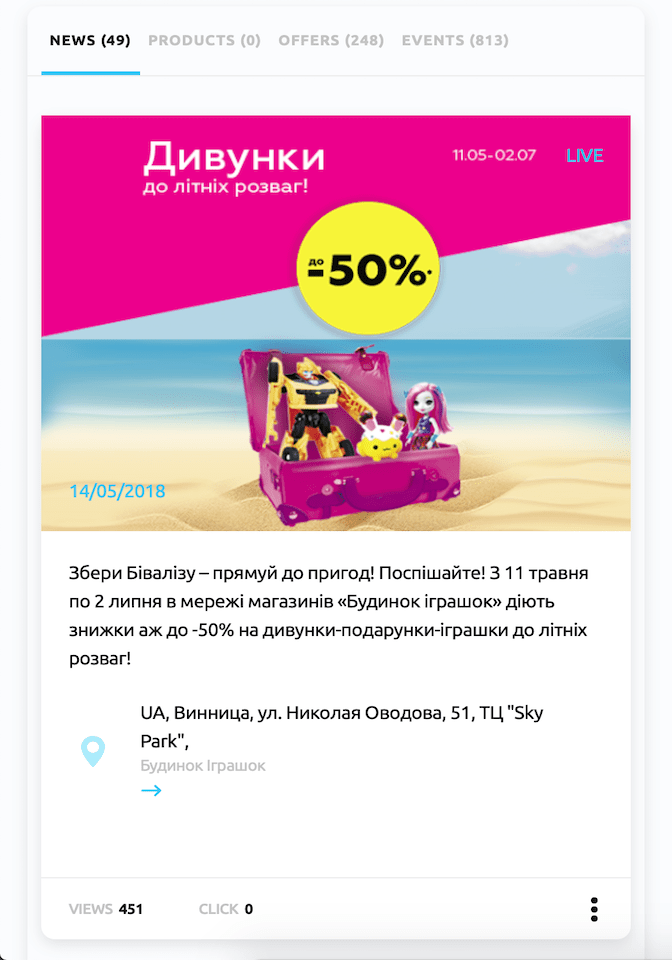 NEWS (49) PRODUCTS (0) OFFERS (248) EVENTS (813)
Дивунки
до літніх розваг!
11.05-02.07
LIVE
до
-50%*
14/05/2018
Збери Бівалізу – прямуй до пригод! Поспішайте! З 11 травня
по 2 липня в мережі магазинів «Будинок іграшок» діють
знижки аж до -50% на дивунки-подарунки-іграшки до літніх
розваг!
UA, Винница, ул. Николая Оводова, 51, ТЦ "Sky
Park",
Будинок Іграшок
VIEWS 451 CLICK 0